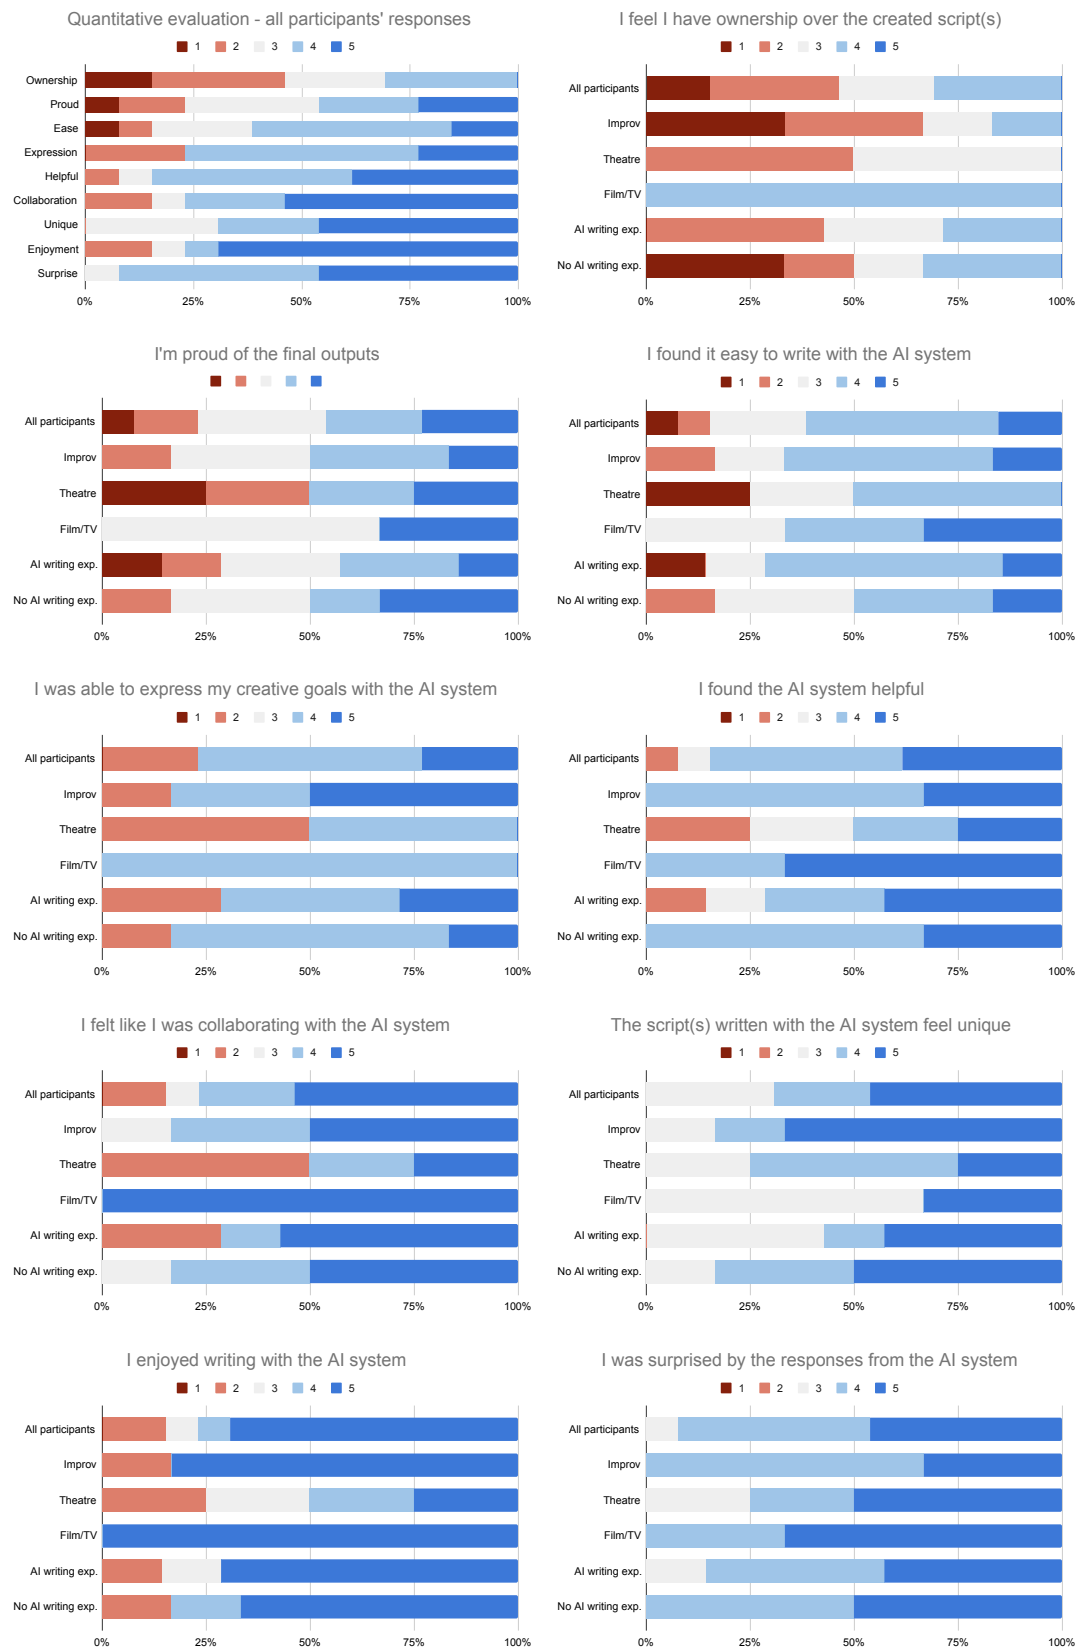 Quantitative evaluation - all participants' responses
1 2 3 4 5
Ownership
Proud
Ease
Expression
Helpful
Collaboration
Unique
Enjoyment
Surprise
0% 25% 50% 75% 100%
I feel I have ownership over the created script(s)
1 2 3 4 5
All participants
Improv
Theatre
Film/TV
AI writing exp.
No AI writing exp.
0% 25% 50% 75% 100%
I'm proud of the final outputs
All participants
Improv
Theatre
Film/TV
AI writing exp.
No AI writing exp.
0% 25% 50% 75% 100%
I found it easy to write with the AI system
1 2 3 4 5
All participants
Improv
Theatre
Film/TV
AI writing exp.
No AI writing exp.
0% 25% 50% 75% 100%
I was able to express my creative goals with the AI system
1 2 3 4 5
All participants
Improv
Theatre
Film/TV
AI writing exp.
No AI writing exp.
0% 25% 50% 75% 100%
I found the AI system helpful
1 2 3 4 5
All participants
Improv
Theatre
Film/TV
AI writing exp.
No AI writing exp.
0% 25% 50% 75% 100%
I felt like I was collaborating with the AI system
1 2 3 4 5
All participants
Improv
Theatre
Film/TV
AI writing exp.
No AI writing exp.
0% 25% 50% 75% 100%
The script(s) written with the AI system feel unique
1 2 3 4 5
All participants
Improv
Theatre
Film/TV
AI writing exp.
No AI writing exp.
0% 25% 50% 75% 100%
I enjoyed writing with the AI system
1 2 3 4 5
All participants
Improv
Theatre
Film/TV
AI writing exp.
No AI writing exp.
0% 25% 50% 75% 100%
I was surprised by the responses from the AI system
1 2 3 4 5
All participants
Improv
Theatre
Film/TV
AI writing exp.
No AI writing exp.
0% 25% 50% 75% 100%